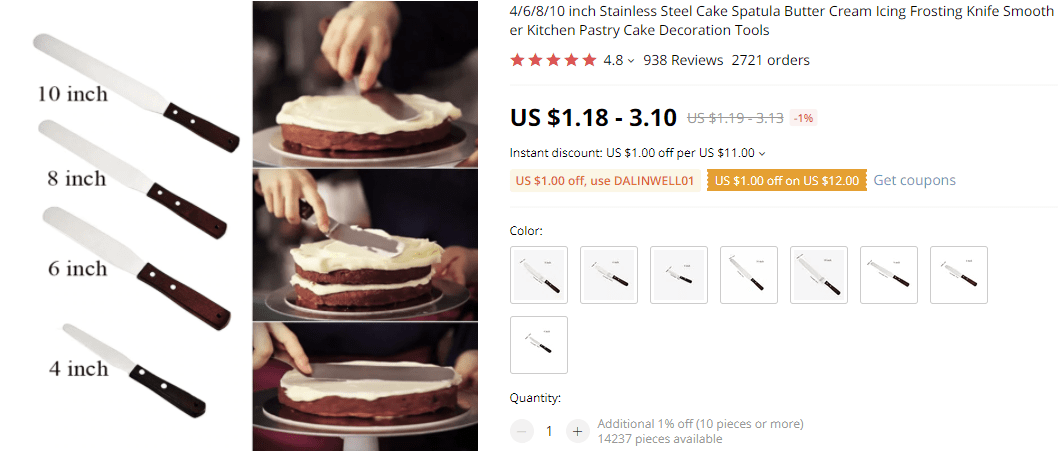 10 inch
8 inch
6 inch
4 inch
4/6/8/10 inch Stainless Steel Cake Spatula Butter Cream Icing Frosting Knife Smooth
er Kitchen Pastry Cake Decoration Tools
4.8 938 Reviews 2721 orders
US $1.18 - 3.10 US $1.19 - 3.13 -1%
Instant discount: US $1.00 off per US $11.00
US $1.00 off, use DALINWELL01 US $1.00 off on US $12.00 Get coupons
Color:
Quantity:
1
Additional 1% off (10 pieces or more)
14237 pieces available